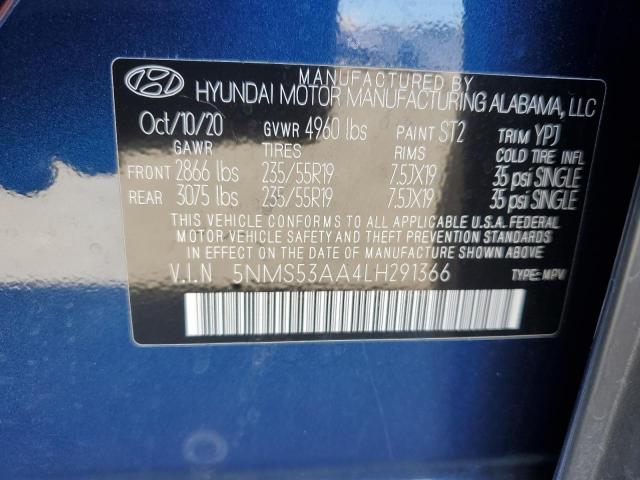 MANUFACTURED BY
HYUNDAI MOTOR MANUFACTURING ALABAMA, LLC
Oct/10/20 GVWR 4960 lbs PAINT ST2 TRIM YPJ
GAWR TIRES RIMS COLD TIRE INFL
FRONT 2866 lbs 235/55R19 7.5JX19 35 psi SINGLE
REAR 3075 lbs 235/55R19 7.5JX19 35 psi SINGLE
THIS VEHICLE CONFORMS TO ALL APPLICABLE U.S.A. FEDERAL
MOTOR VEHICLE SAFETY AND THEFT STANDARDS IN EFFECT ON THE
DATE OF MANUFACTURE SHOWN ABOVE.
V.I.N 5NMS53AA4LH291366 TYPE: MPV